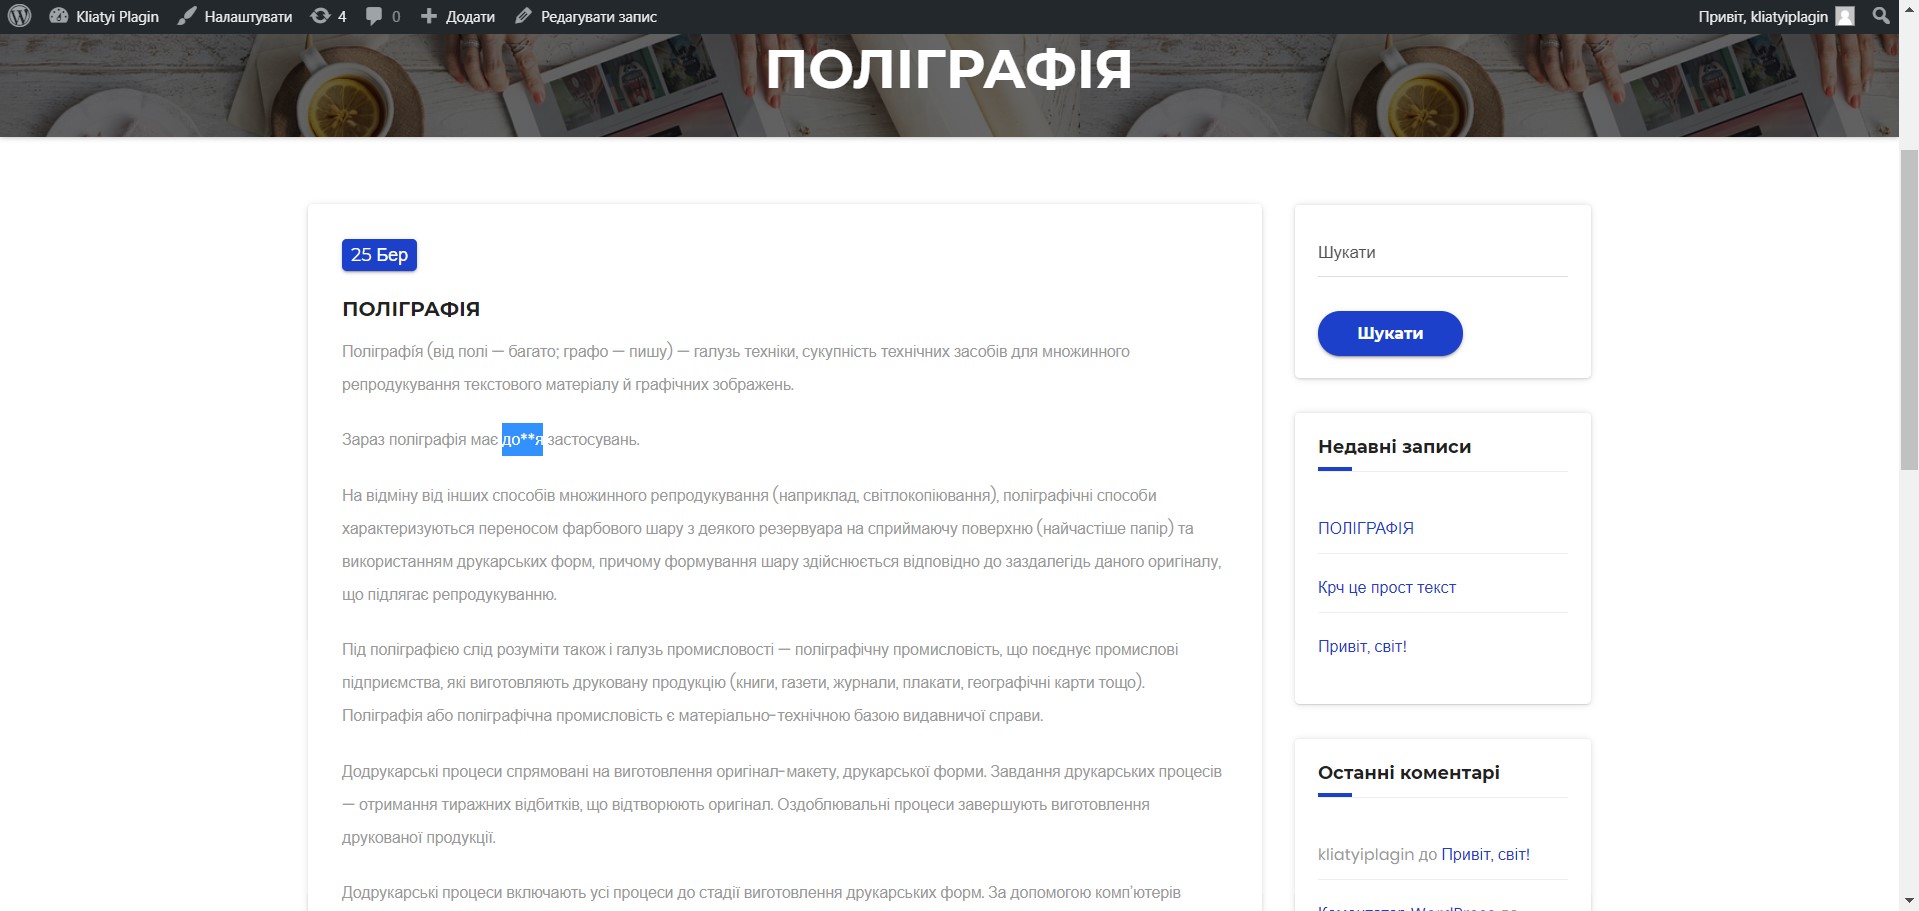 Kliatyi Plagin Налаштувати 4 0 Додати Редагувати запис Привіт, kliatyiplagin
ПОЛІГРАФІЯ
25 Бер
ПОЛІГРАФІЯ
Поліграфі́я (від полі — багато; графо — пишу) — галузь техніки, сукупність технічних засобів для множинного
репродукування текстового матеріалу й графічних зображень.
Зараз поліграфія має до**я застосувань.
На відміну від інших способів множинного репродукування (наприклад, світлокопіювання), поліграфічні способи
характеризуються переносом фарбового шару з деякого резервуара на сприймаючу поверхню (найчастіше папір) та
використанням друкарських форм, причому формування шару здійснюється відповідно до заздалегідь даного оригіналу,
що підлягає репродукуванню.
Під поліграфією слід розуміти також і галузь промисловості — поліграфічну промисловість, що поєднує промислові
підприємства, які виготовляють друковану продукцію (книги, газети, журнали, плакати, географічні карти тощо).
Поліграфія або поліграфічна промисловість є матеріально-технічною базою видавничої справи.
Додрукарські процеси спрямовані на виготовлення оригінал-макету, друкарської форми. Завдання друкарських процесів
— отримання тиражних відбитків, що відтворюють оригінал. Оздоблювальні процеси завершують виготовлення
друкованої продукції.
Додрукарські процеси включають усі процеси до стадії виготовлення друкарських форм. За допомогою комп'ютерів
Шукати
Шукати
Недавні записи
ПОЛІГРАФІЯ
Крч це прост текст
Привіт, світ!
Останні коментарі
kliatyiplagin до Привіт, світ!
Коментатор WordPress до